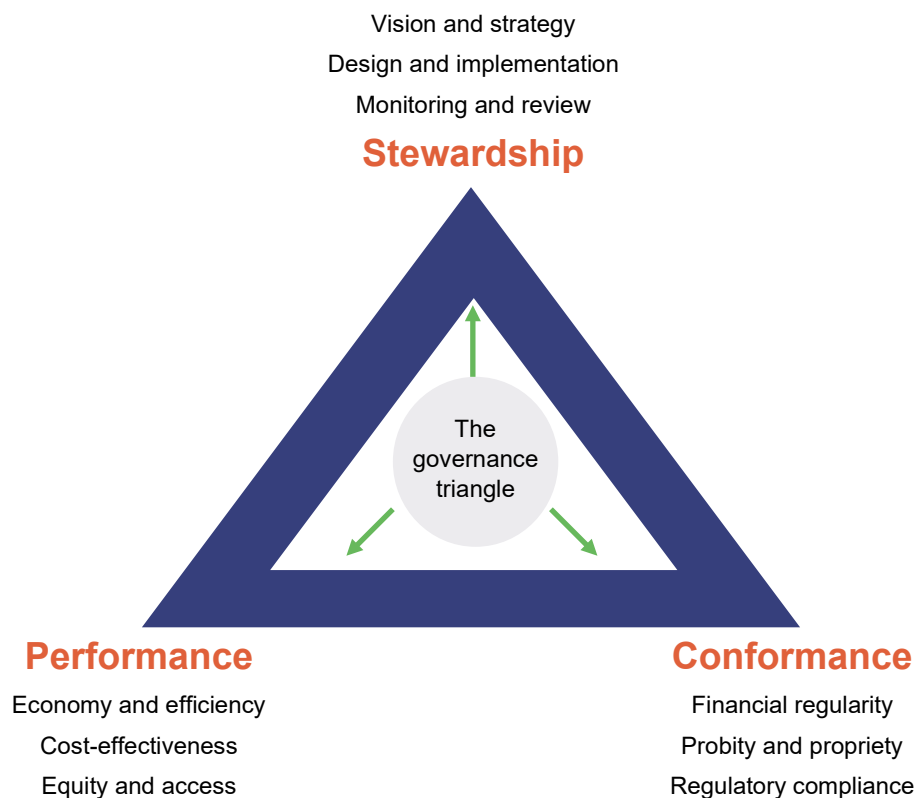 Vision and strategy
Design and implementation
Monitoring and review
Stewardship
The
governance
triangle
Performance
Economy and efficiency
Cost-effectiveness
Equity and access
Conformance
Financial regularity
Probity and propriety
Regulatory compliance